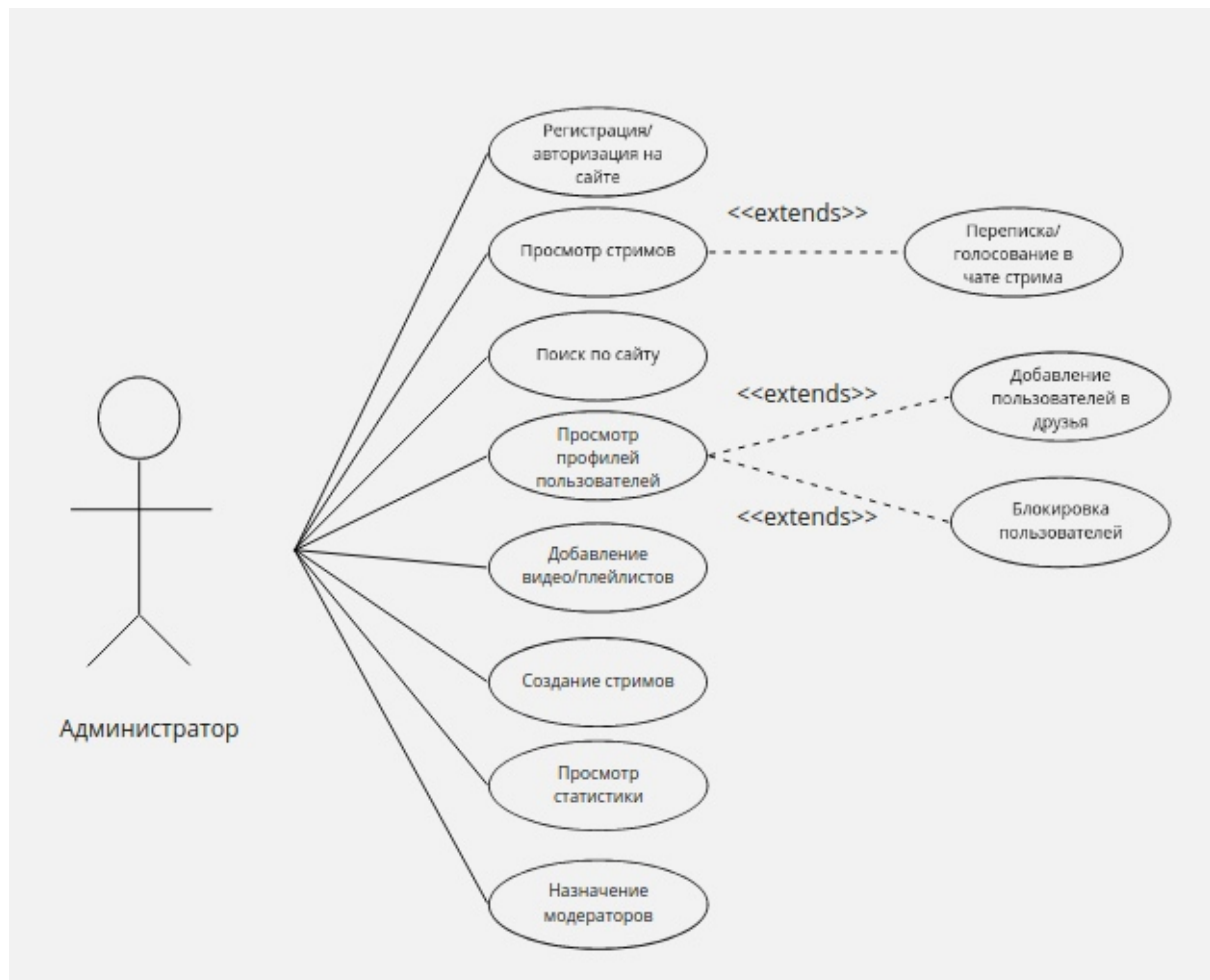 Регистрация/
авторизация на
сайте
<<extends>>
Просмотр стримов
Переписка/
голосование в
чате стрима
Поиск по сайту
<<extends>>
Добавление
пользователей в
друзья
Просмотр
профилей
пользователей
<<extends>>
Блокировка
пользователей
Добавление
видео/плейлистов
Создание стримов
Администратор
Просмотр
статистики
Назначение
модераторов